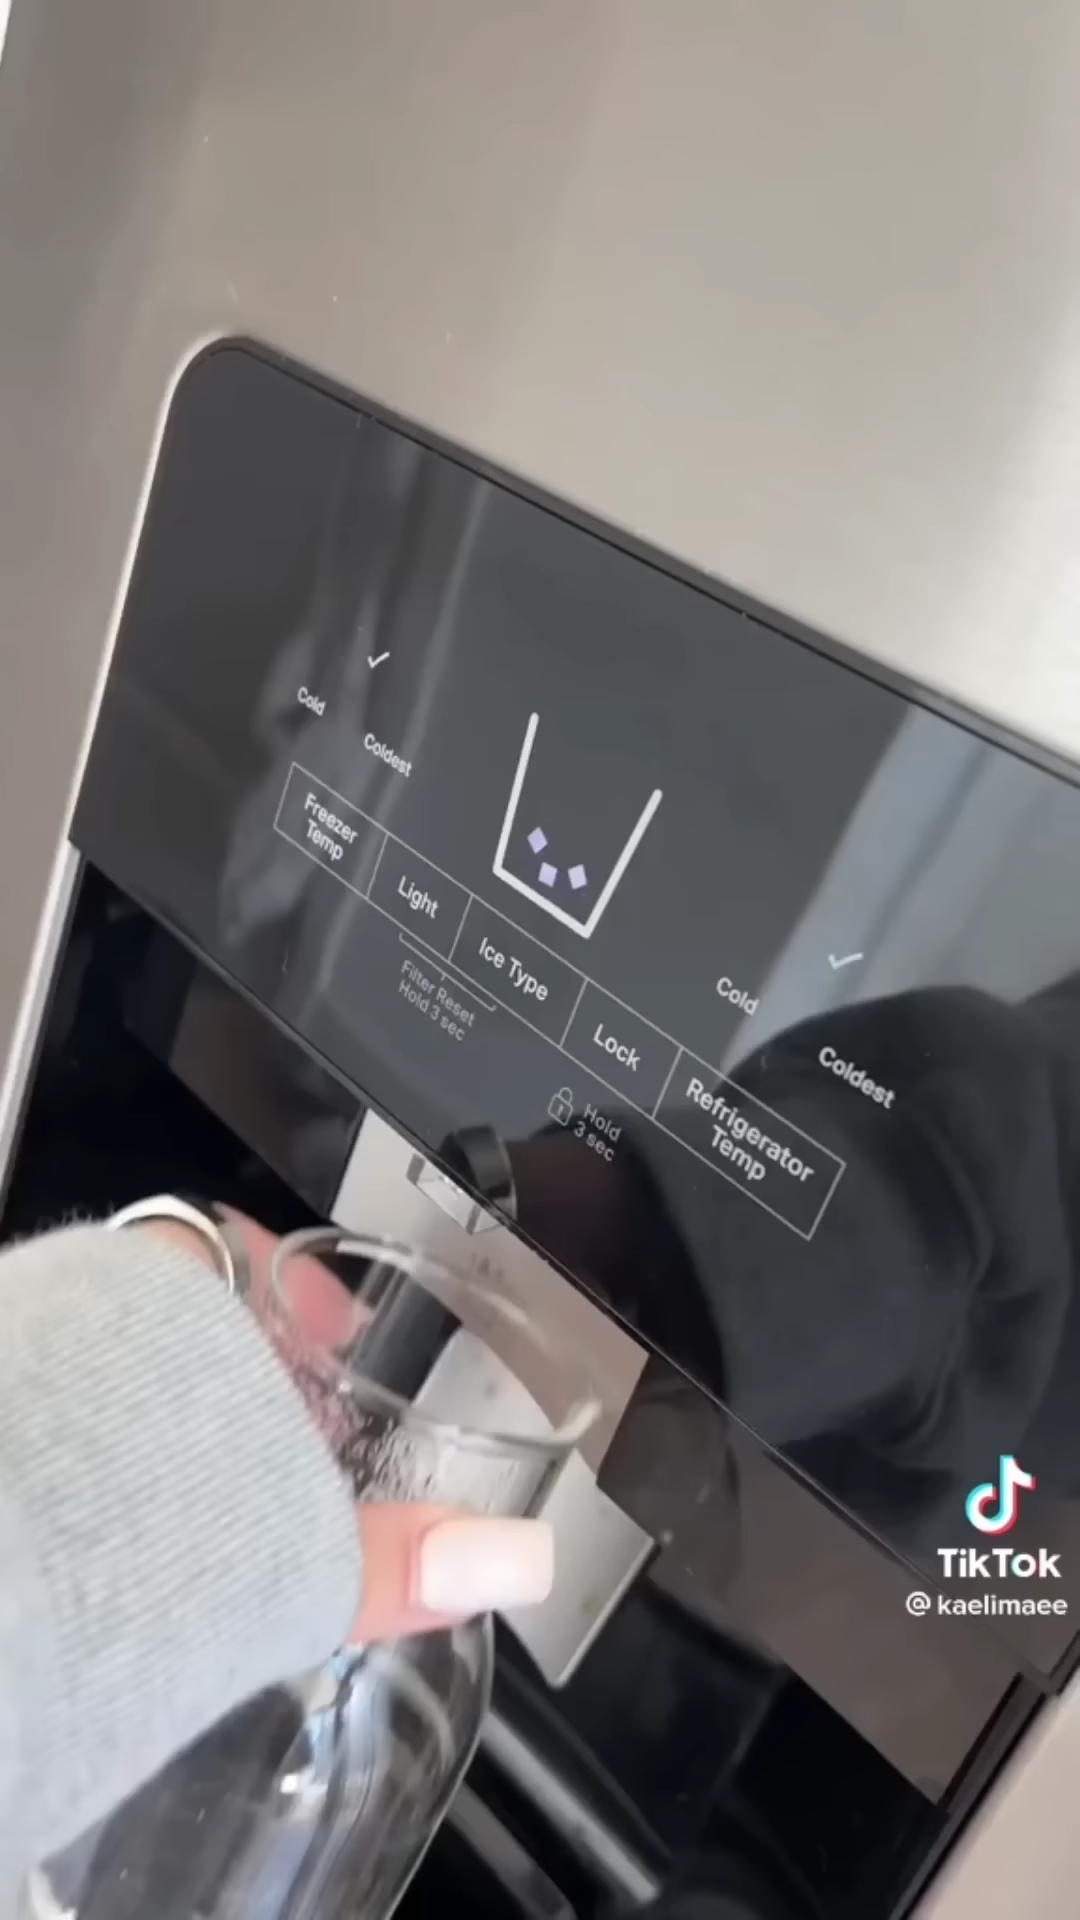 Cold
Coldest
Freezer
Temp
Light
Ice Type
Lock
Refrigerator
Temp
Filter Reset
Hold 3 sec
Hold
3 sec
Cold
Coldest
TikTok
@kaelimaee